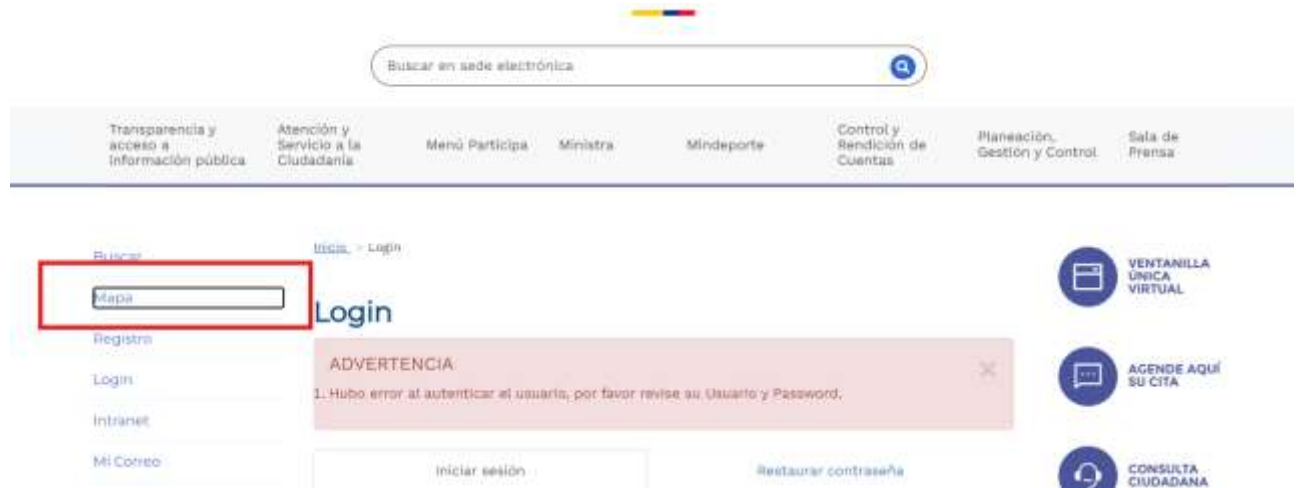 Buscar en sede electrónica
Transparencia y
acceso a
información pública
Atención y
Servicio a la
Ciudadanía
Menú Participa
Ministra
Mindeporte
Control y
Rendición de
Cuentas
Planeación,
Gestión y Control
Sala de
Prensa
Buscar
Mapa
Registro
Login
Intranet
Mi Correo
Inicio > Login
Login
ADVERTENCIA
1. Hubo error al autenticar el usuario, por favor revise su Usuario y Password.
Iniciar sesión
Restaurar contraseña
VENTANILLA
ÚNICA
VIRTUAL
AGENDE AQUÍ
SU CITA
CONSULTA
CIUDADANA